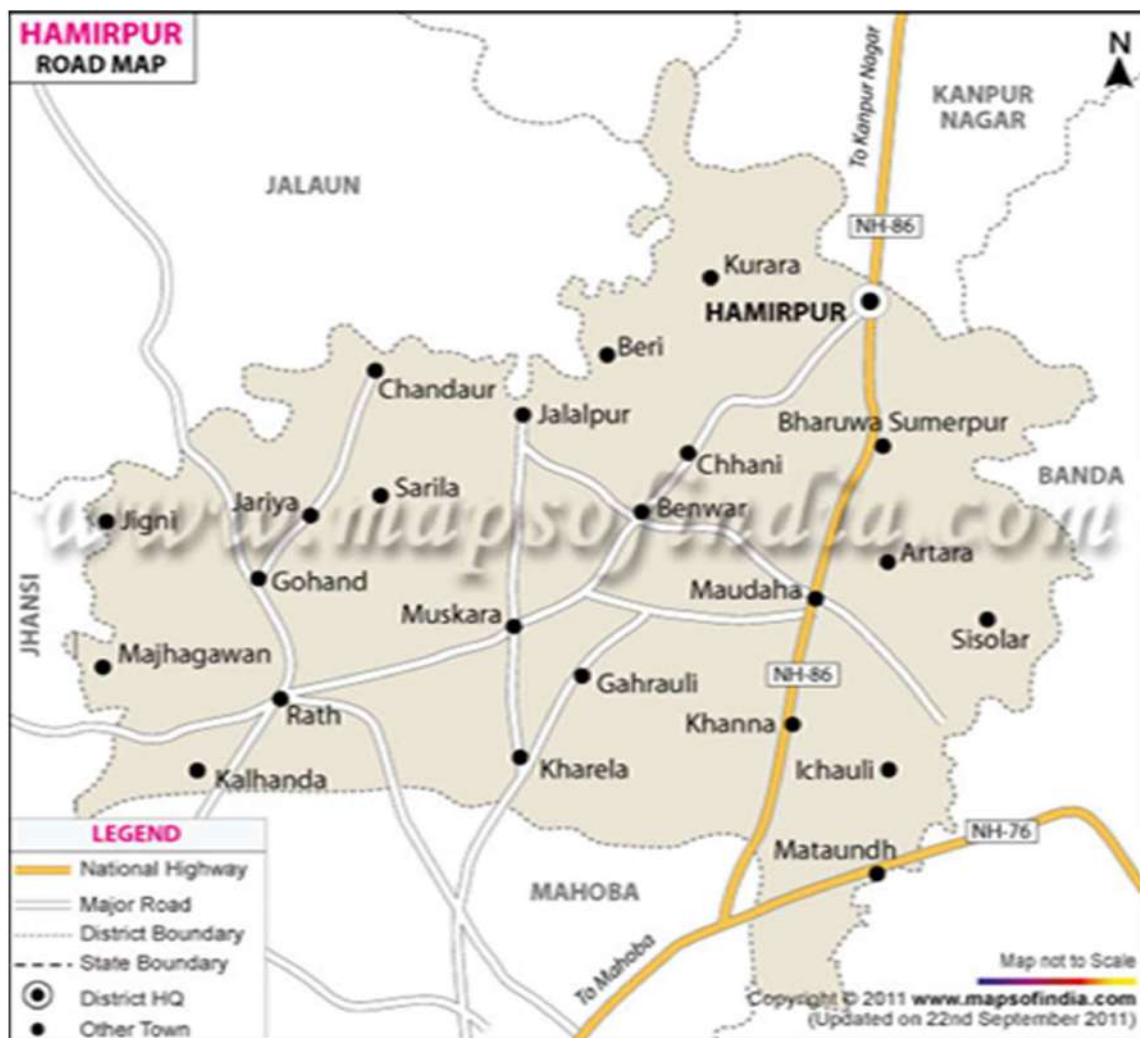 HAMIRPUR
ROAD MAP
N
To Kanpur Nagar
KANPUR
NAGAR
JALAUN
NH-86
Kurara
HAMIRPUR
Beri
Chandaur
Jalalpur
Bharuwa Sumerpur
Chhani
BANDA
Sarila
Jariya
Jigni
Benwar
www.mapsofindia.com
Artara
Gohand
Maudaha
JHANSI
Muskara
Sisolar
Majhagawan
NH-86
Gahrauli
Rath
Khanna
Kharela
Ichauli
Kalhanda
LEGEND
National Highway
Major Road
District Boundary
State Boundary
District HQ
Other Town
NH-76
Mataundh
MAHOBA
To Mahoba
Map not to Scale
Copyright © 2011 www.mapsofindia.com
(Updated on 22nd September 2011)